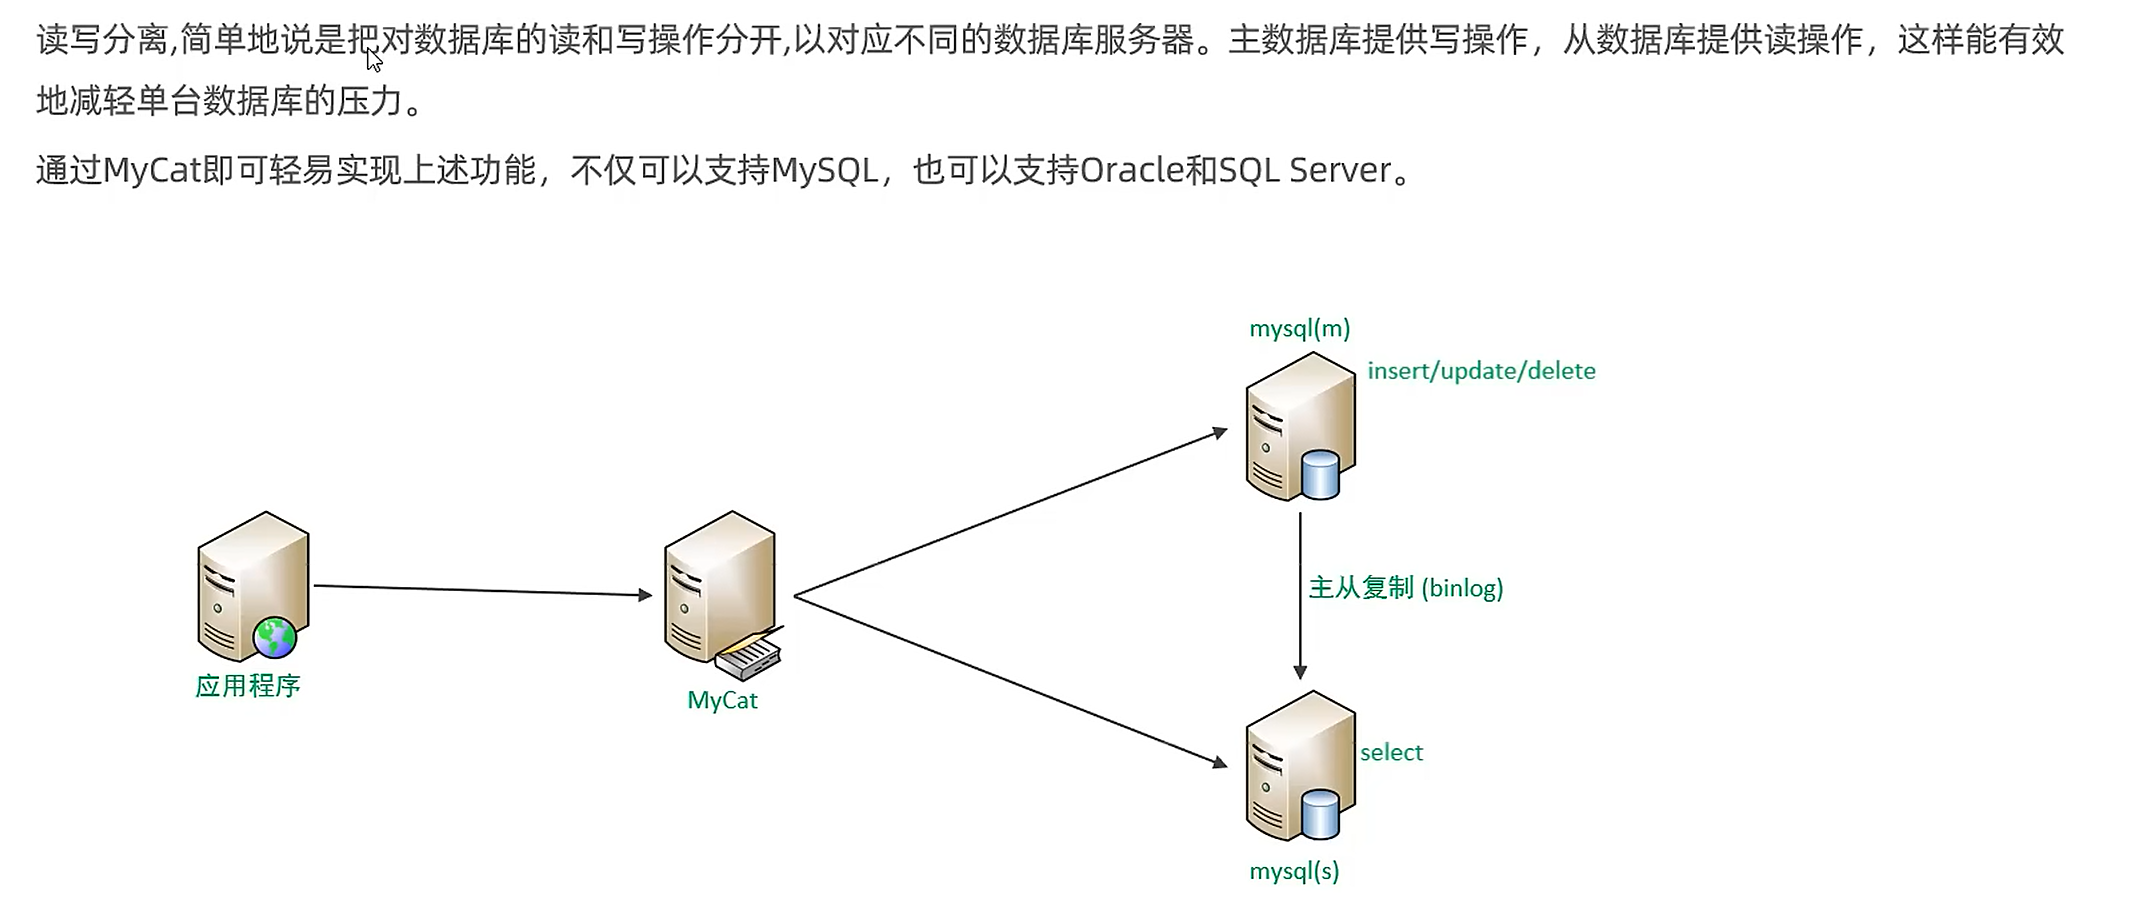 读写分离,简单地说是把对数据库的读和写操作分开,以对应不同的数据库服务器。主数据库提供写操作，从数据库提供读操作，这样能有效
地减轻单台数据库的压力。
通过MyCat即可轻易实现上述功能，不仅可以支持MySQL，也可以支持Oracle和SQL Server。
mysql(m)
insert/update/delete
主从复制 (binlog)
应用程序
MyCat
select
mysql(s)